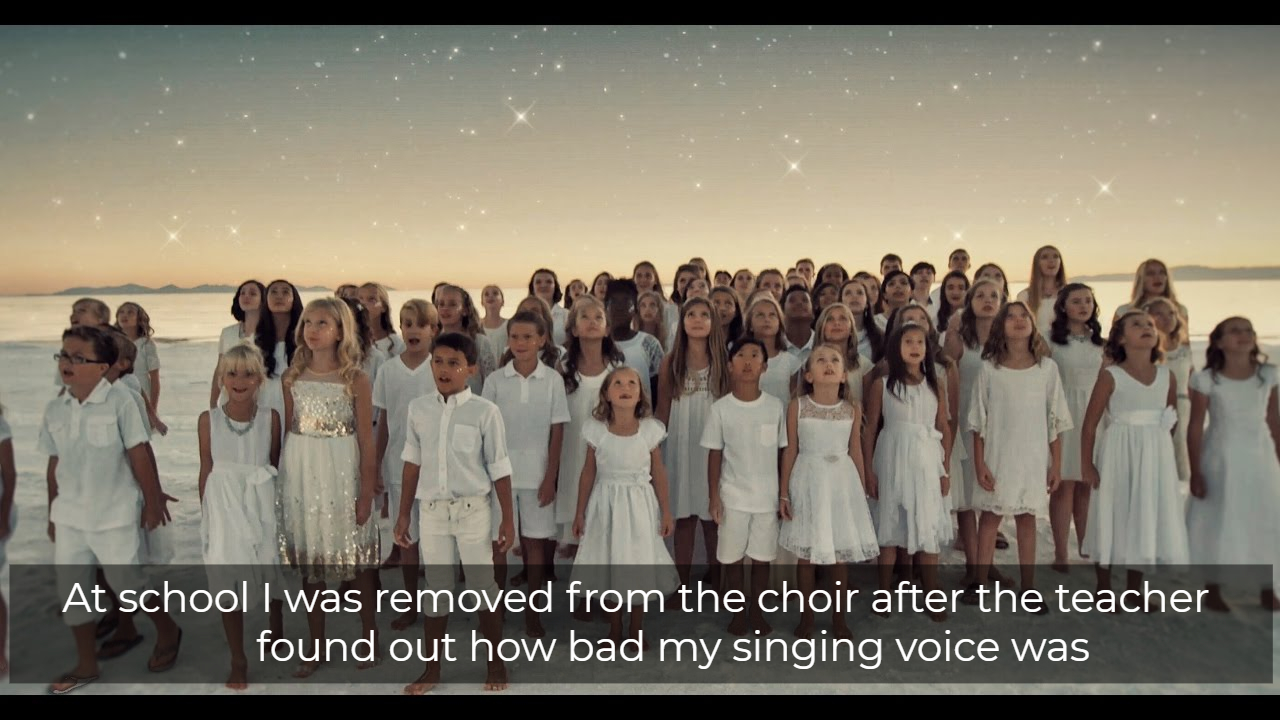 At school I was removed from the choir after the teacher
found out how bad my singing voice was